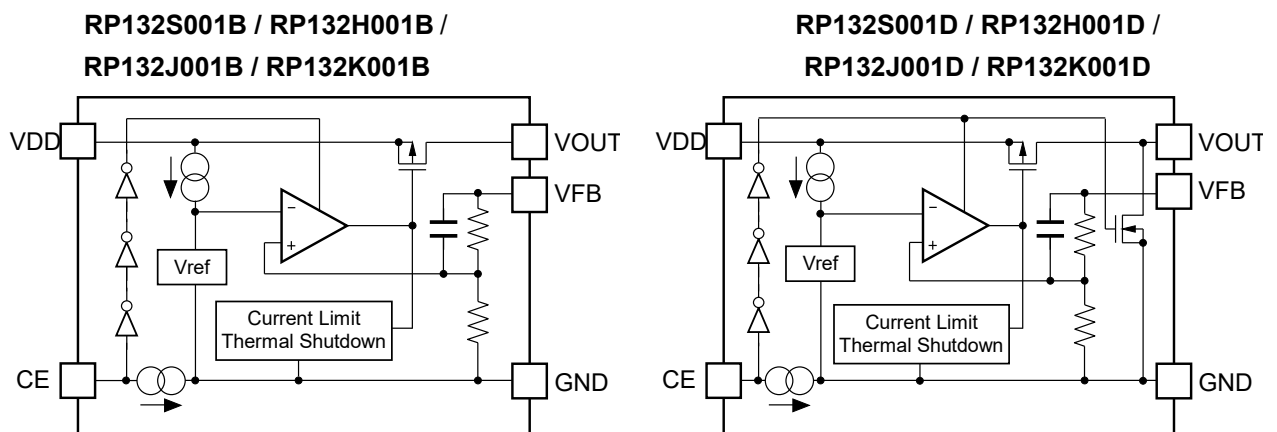 RP132S001B / RP132H001B /
RP132J001B / RP132K001B
VDD
VOUT
VFB
−
+
Vref
Current Limit
Thermal Shutdown
CE
GND
RP132S001D / RP132H001D /
RP132J001D / RP132K001D
VDD
VOUT
VFB
−
+
Vref
Current Limit
Thermal Shutdown
CE
GND